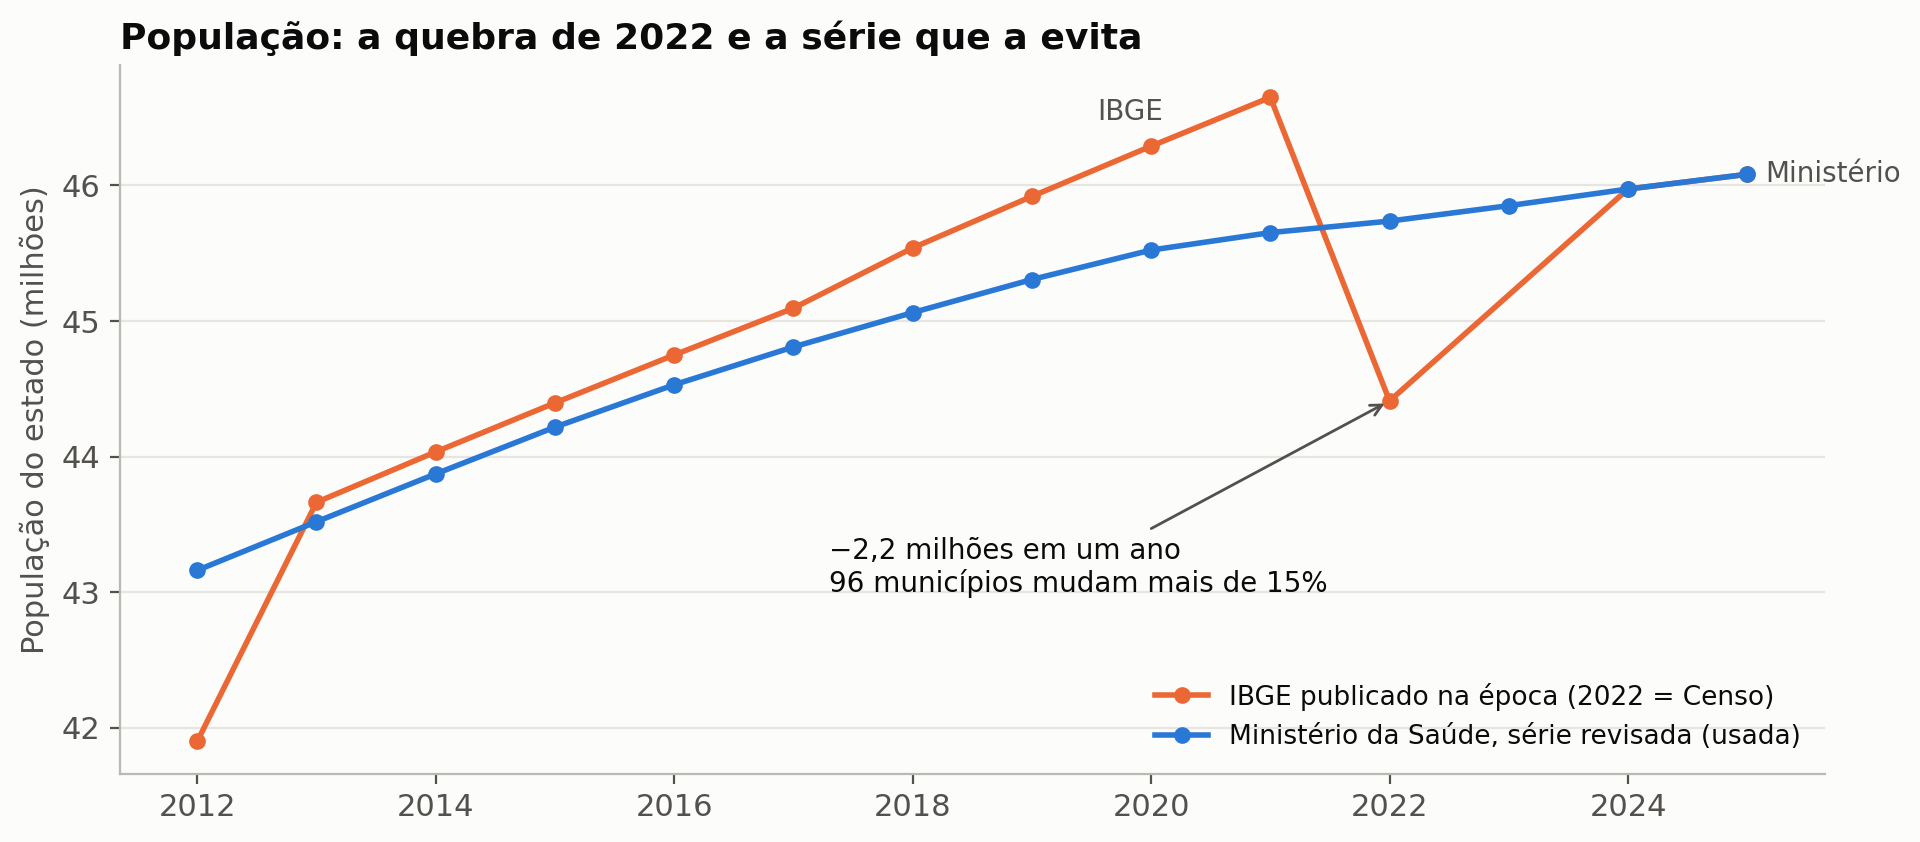 População: a quebra de 2022 e a série que a evita
IBGE
Ministério
População do estado (milhões)
46
45
44
43
42
−2,2 milhões em um ano
96 municípios mudam mais de 15%
IBGE publicado na época (2022 = Censo)
Ministério da Saúde, série revisada (usada)
2012 2014 2016 2018 2020 2022 2024